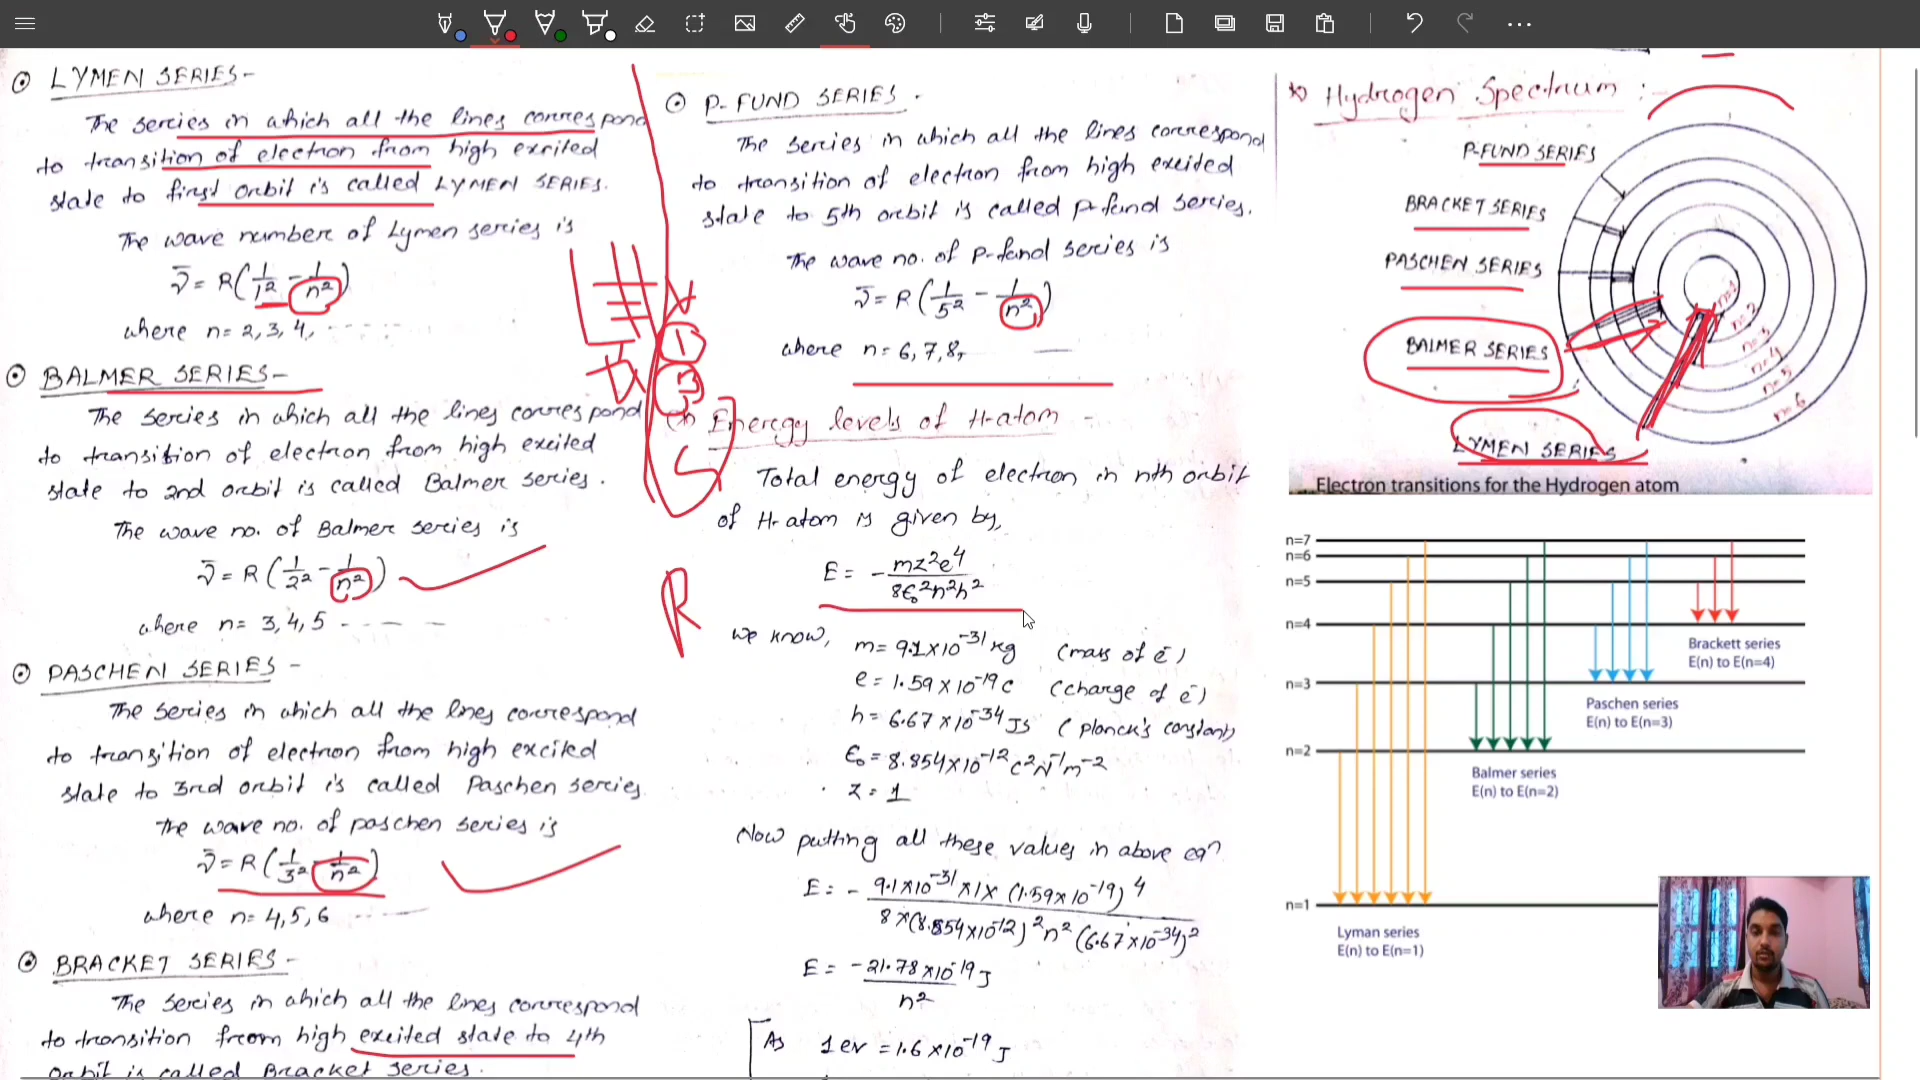 LYMEN SERIES-
The series in which all the lines correspond
to transition of electron from high excited
state to first orbit is called LYMEN SERIES.
The wave number of Lymen series is
ν̄ = R(1/1² - 1/n²)
where n= 2,3,4, - - - -
BALMER SERIES-
The series in which all the lines correspond
to transition of electron from high excited
state to 2nd orbit is called Balmer series.
The wave no. of Balmer series is
ν̄ = R(1/2² - 1/n²)
where n= 3,4,5 - - - -
PASCHEN SERIES -
The series in which all the lines correspond
to transition of electron from high excited
state to 3rd orbit is called Paschen series
The wave no. of paschen series is
ν̄ = R(1/3² - 1/n²)
where n= 4,5,6 - - -
BRACKET SERIES-
The series in which all the lines correspond
to transition from high excited state to 4th
orbit is called Bracket series.
P-FUND SERIES -
The series in which all the lines correspond
to transition of electron from high excited
state to 5th orbit is called p-fund series.
The wave no. of p-fund series is
ν̄ = R(1/5² - 1/n²)
where n= 6,7,8, —
Energy levels of H-atom -
Total energy of electron in nth orbit
of H-atom is given by,
E = - mz²e⁴/8ε₀²n²h²
we know, m= 9.1×10⁻³¹ kg (mass of e⁻)
e = 1.59×10⁻¹⁹ c (charge of e⁻)
h = 6.67×10⁻³⁴ Js (planck's constant)
ε₀ = 8.854×10⁻¹² c²N⁻¹m⁻²
z = 1
Now putting all these values in above eqn
E = - 9.1×10⁻³¹×1×(1.59×10⁻¹⁹)⁴/8×(8.854×10⁻¹²)²n²(6.67×10⁻³⁴)²
E = -21.78×10⁻¹⁹/n² J
As 1ev = 1.6×10⁻¹⁹ J
R
Hydrogen Spectrum :-
P-FUND SERIES
BRACKET SERIES
PASCHEN SERIES
BALMER SERIES
LYMEN SERIES
n=1
n=2
n=3
n=4
n=5
n=6
Electron transitions for the Hydrogen atom
n=7
n=6
n=5
n=4
Brackett series
E(n) to E(n=4)
n=3
Paschen series
E(n) to E(n=3)
n=2
Balmer series
E(n) to E(n=2)
n=1
Lyman series
E(n) to E(n=1)